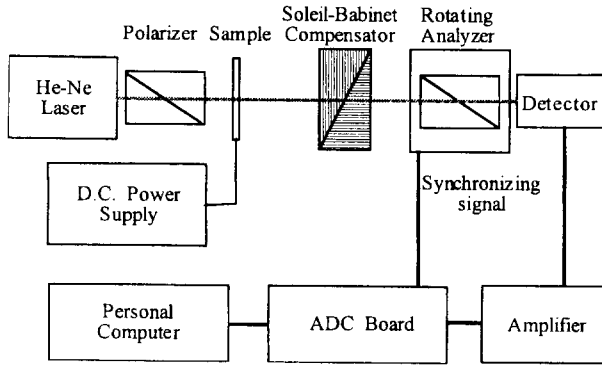 Soleil-Babinet
Compensator
Rotating
Analyzer
Polarizer
Sample
He-Ne
Laser
Detector
D.C. Power
Supply
Synchronizing
signal
Personal
Computer
ADC Board
Amplifier